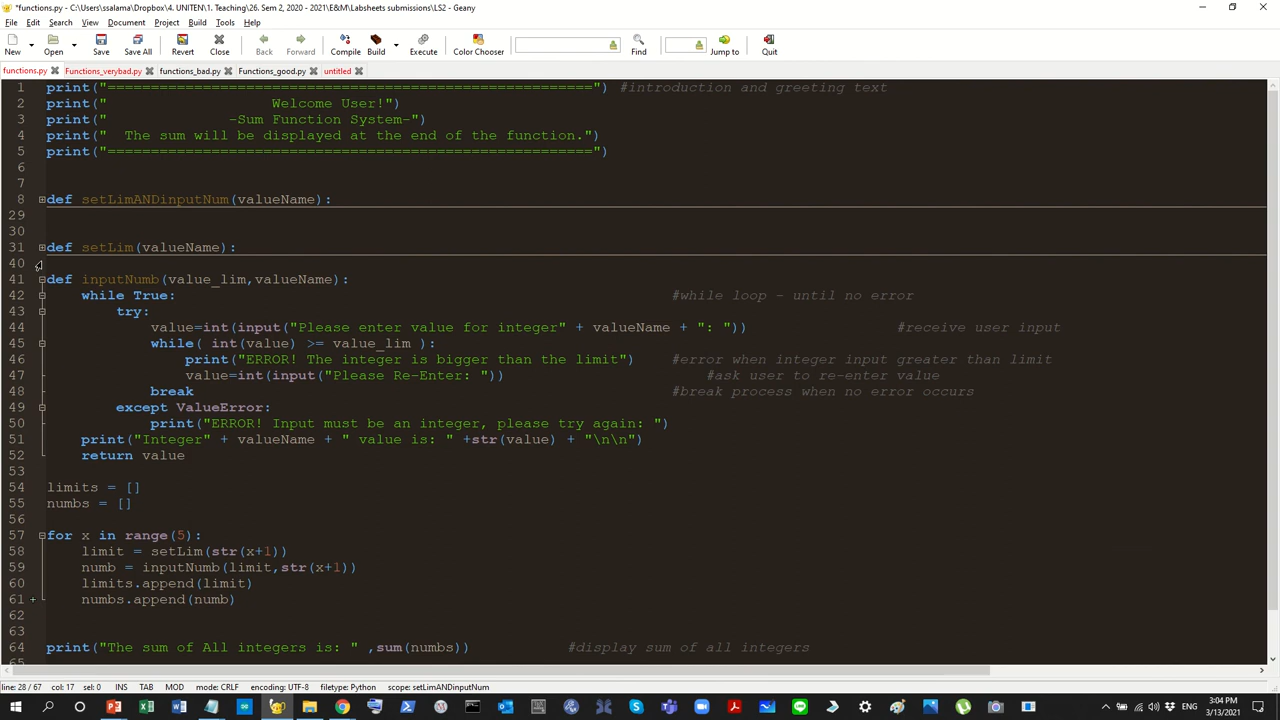 *functions.py - C:\Users\ssalama\Dropbox\4. UNITEN\1. Teaching\26. Sem 2, 2020 - 2021\E&M\Labsheets submissions\LS2 - Geany
File Edit Search View Document Project Build Tools Help
New Open Save Save All Revert Close Back Forward Compile Build Execute Color Chooser Find Jump to Quit
functions.py Functions_verybad.py functions_bad.py Functions_good.py untitled
1 print("========================================================") #introduction and greeting text
2 print("                   Welcome User!")
3 print("              -Sum Function System-")
4 print("  The sum will be displayed at the end of the function.")
5 print("========================================================")
6
7
8 def setLimANDinputNum(valueName):
29
30
31 def setLim(valueName):
40
41 def inputNumb(value_lim,valueName):
42 while True: #while loop - until no error
43 try:
44 value=int(input("Please enter value for integer" + valueName + ": ")) #receive user input
45 while( int(value) >= value_lim ):
46 print("ERROR! The integer is bigger than the limit") #error when integer input greater than limit
47 value=int(input("Please Re-Enter: ")) #ask user to re-enter value
48 break #break process when no error occurs
49 except ValueError:
50 print("ERROR! Input must be an integer, please try again: ")
51 print("Integer" + valueName + " value is: " +str(value) + "\n\n")
52 return value
53
54 limits = []
55 numbs = []
56
57 for x in range(5):
58 limit = setLim(str(x+1))
59 numb = inputNumb(limit,str(x+1))
60 limits.append(limit)
61 + numbs.append(numb)
62
63
64 print("The sum of All integers is: " ,sum(numbs)) #display sum of all integers
65
line: 28 / 67 col: 17 sel: 0 INS TAB MOD mode: CRLF encoding: UTF-8 filetype: Python scope: setLimANDinputNum
3:04 PM
ENG
3/13/2021